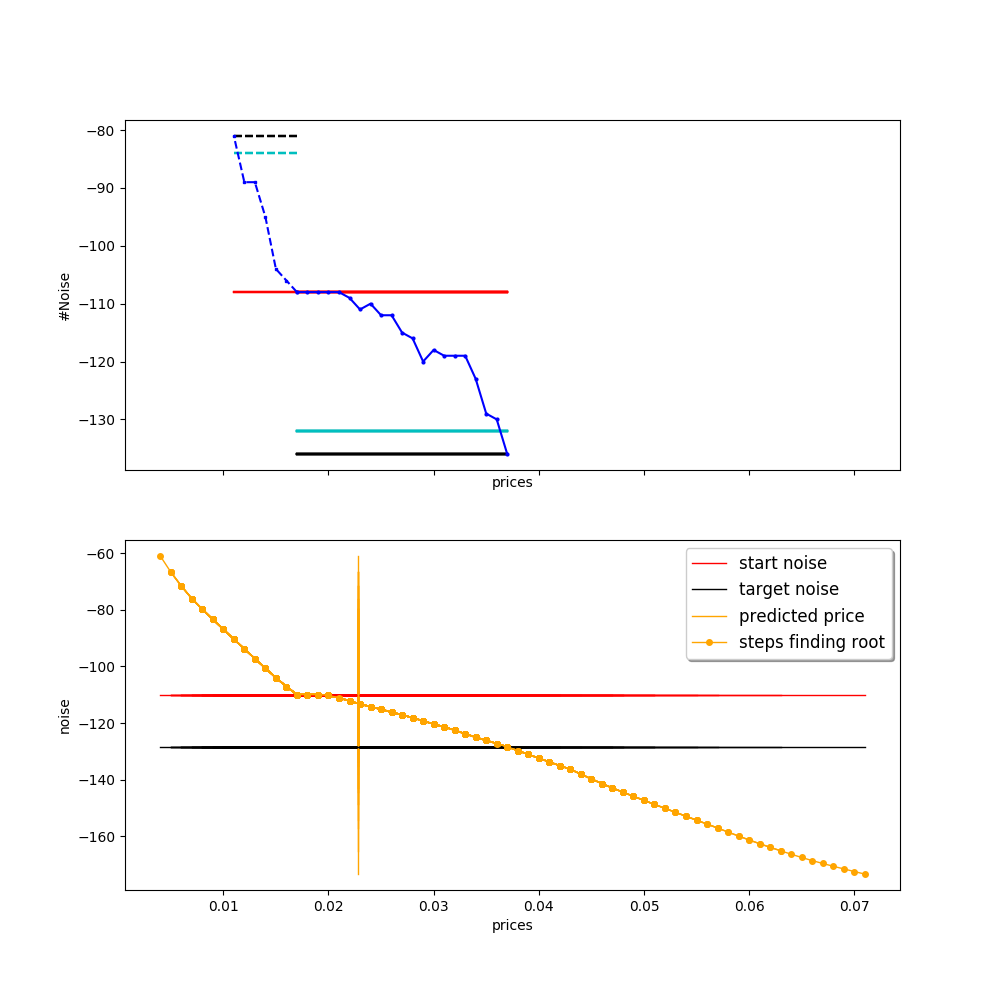 −80
−90
−100
−110
−120
−130
#Noise
prices
−60
−80
−100
−120
−140
−160
noise
start noise
target noise
predicted price
steps finding root
0.01 0.02 0.03 0.04 0.05 0.06 0.07
prices